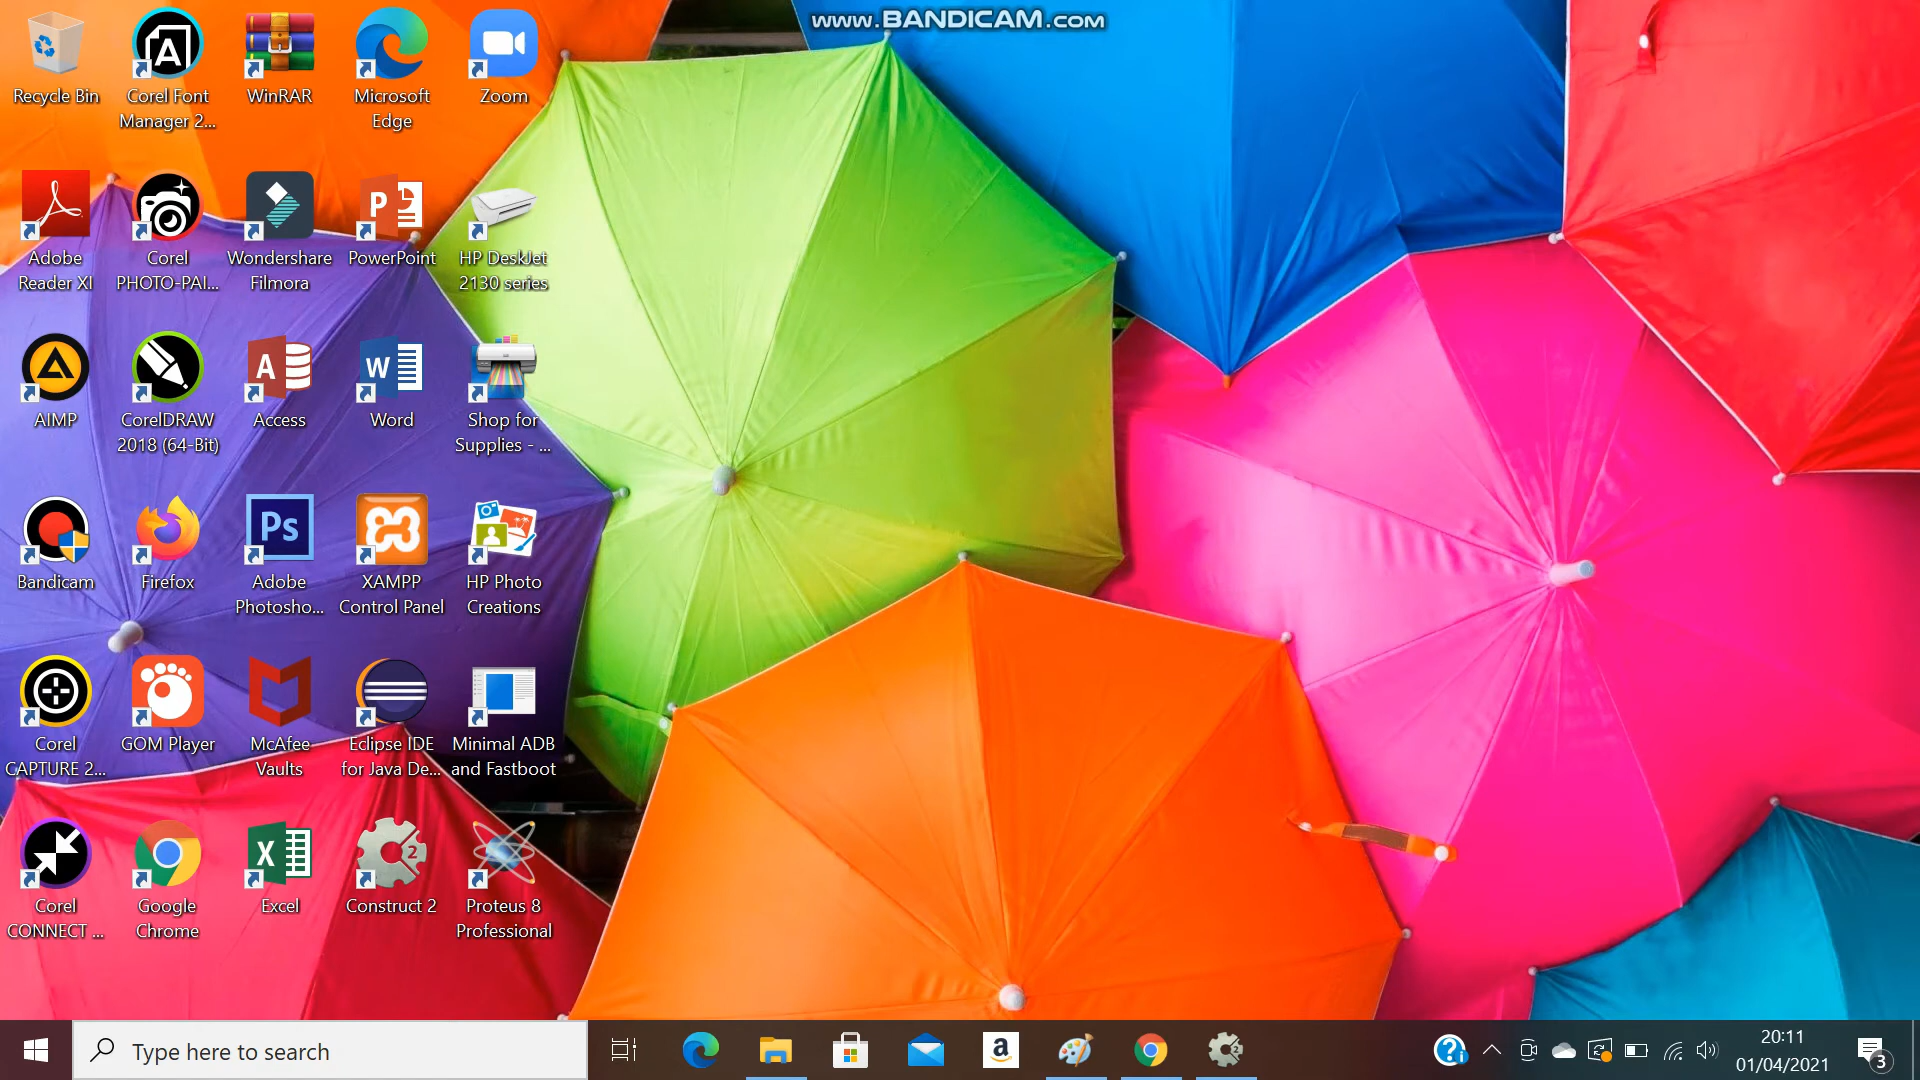 www.BANDICAM.com
Recycle Bin
Corel Font
Manager 2...
WinRAR
Microsoft
Edge
Zoom
Adobe
Reader XI
Corel
PHOTO-PAI...
Wondershare
Filmora
PowerPoint
HP DeskJet
2130 series
AIMP
CorelDRAW
2018 (64-Bit)
Access
Word
Shop for
Supplies - ...
Bandicam
Firefox
Adobe
Photosho...
XAMPP
Control Panel
HP Photo
Creations
Corel
CAPTURE 2...
GOM Player
McAfee
Vaults
Eclipse IDE
for Java De...
Minimal ADB
and Fastboot
Corel
CONNECT ...
Google
Chrome
Excel
Construct 2
Proteus 8
Professional
A
P
A
W
Ps
X
2
Type here to search
a
2
?
20:11
01/04/2021
3